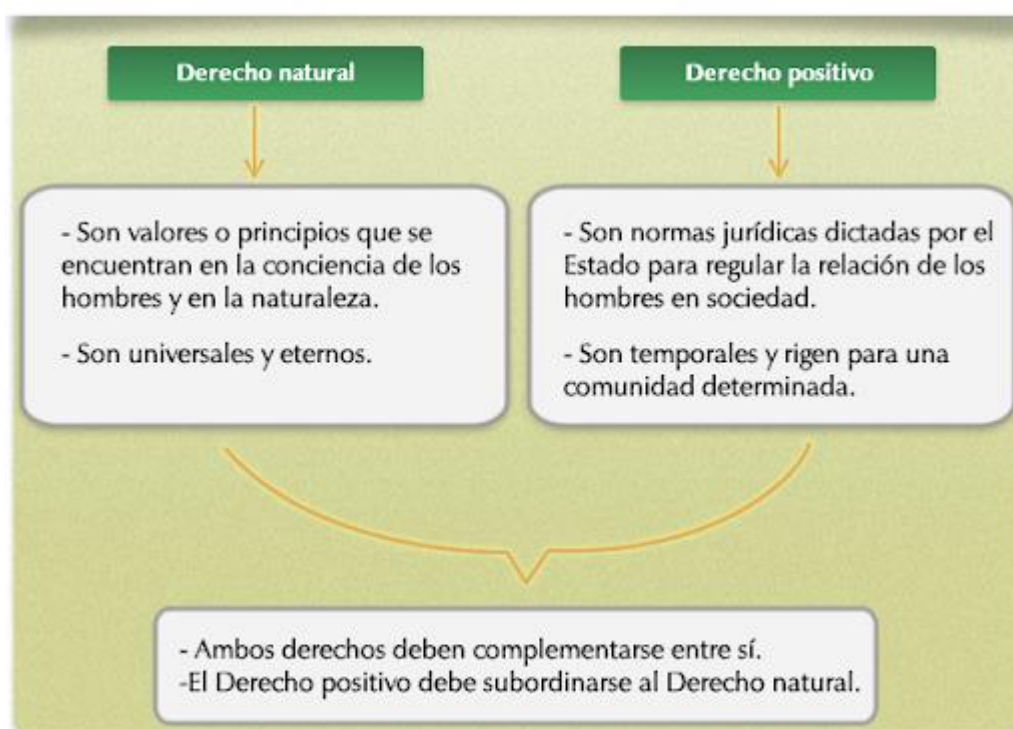 Derecho natural
Derecho positivo
- Son valores o principios que se
encuentran en la conciencia de los
hombres y en la naturaleza.
- Son universales y eternos.
- Son normas jurídicas dictadas por el
Estado para regular la relación de los
hombres en sociedad.
- Son temporales y rigen para una
comunidad determinada.
- Ambos derechos deben complementarse entre sí.
-El Derecho positivo debe subordinarse al Derecho natural.